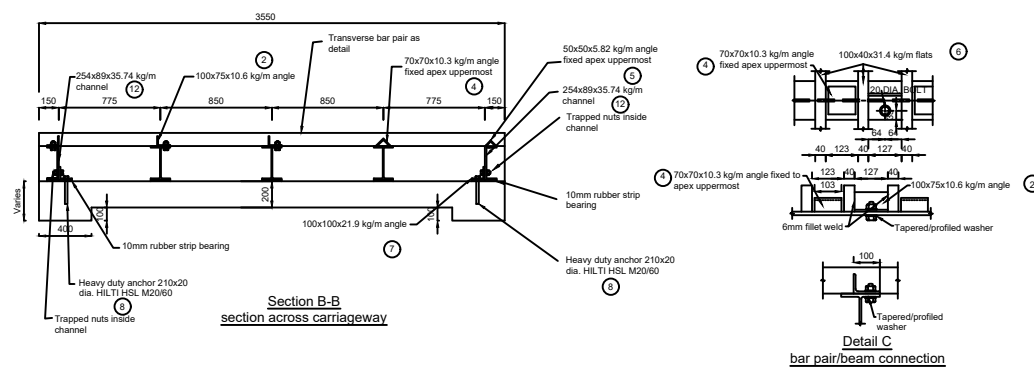 3550
Transverse bar pair as
detail
2
254x89x35.74 kg/m
channel
12
100x75x10.6 kg/m angle
70x70x10.3 kg/m angle
fixed apex uppermost
4
50x50x5.82 kg/m angle
fixed apex uppermost
5
254x89x35.74 kg/m
channel
12
150
775
850
850
775
150
Trapped nuts inside
channel
Varies
100
200
100
400
10mm rubber strip bearing
100x100x21.9 kg/m angle
7
10mm rubber strip
bearing
Heavy duty anchor 210x20
dia. HILTI HSL M20/60
8
Trapped nuts inside
channel
Heavy duty anchor 210x20
dia. HILTI HSL M20/60
8
Section B-B
section across carriageway
70x70x10.3 kg/m angle
fixed apex uppermost
4
100x40x31.4 kg/m flats
6
20 DIA. BOLT
64
64
40
123
40
127
40
4
70x70x10.3 kg/m angle fixed to
apex uppermost
123
40
127
40
103
100x75x10.6 kg/m angle
2
6mm fillet weld
Tapered/profiled washer
100
Tapered/profiled
washer
Detail C
bar pair/beam connection